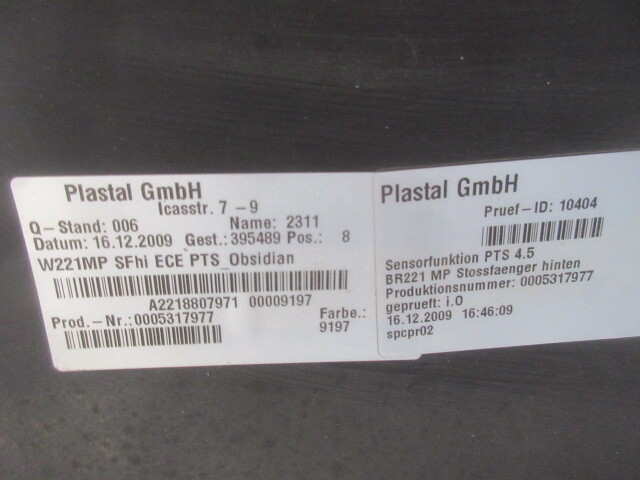 Plastal GmbH
Icasstr. 7 -9
Q-Stand: 006 Name: 2311
Datum: 16.12.2009 Gest.: 395489 Pos.: 8
W221MP SFhi ECE PTS_Obsidian
A2218807971 00009197
Prod.-Nr.:0005317977 Farbe.:
9197
Plastal GmbH
Pruef-ID: 10404
Sensorfunktion PTS 4.5
BR221 MP Stossfaenger hinten
Produktionsnummer: 0005317977
geprueft: i.O
16.12.2009 16:46:09
spcpr02